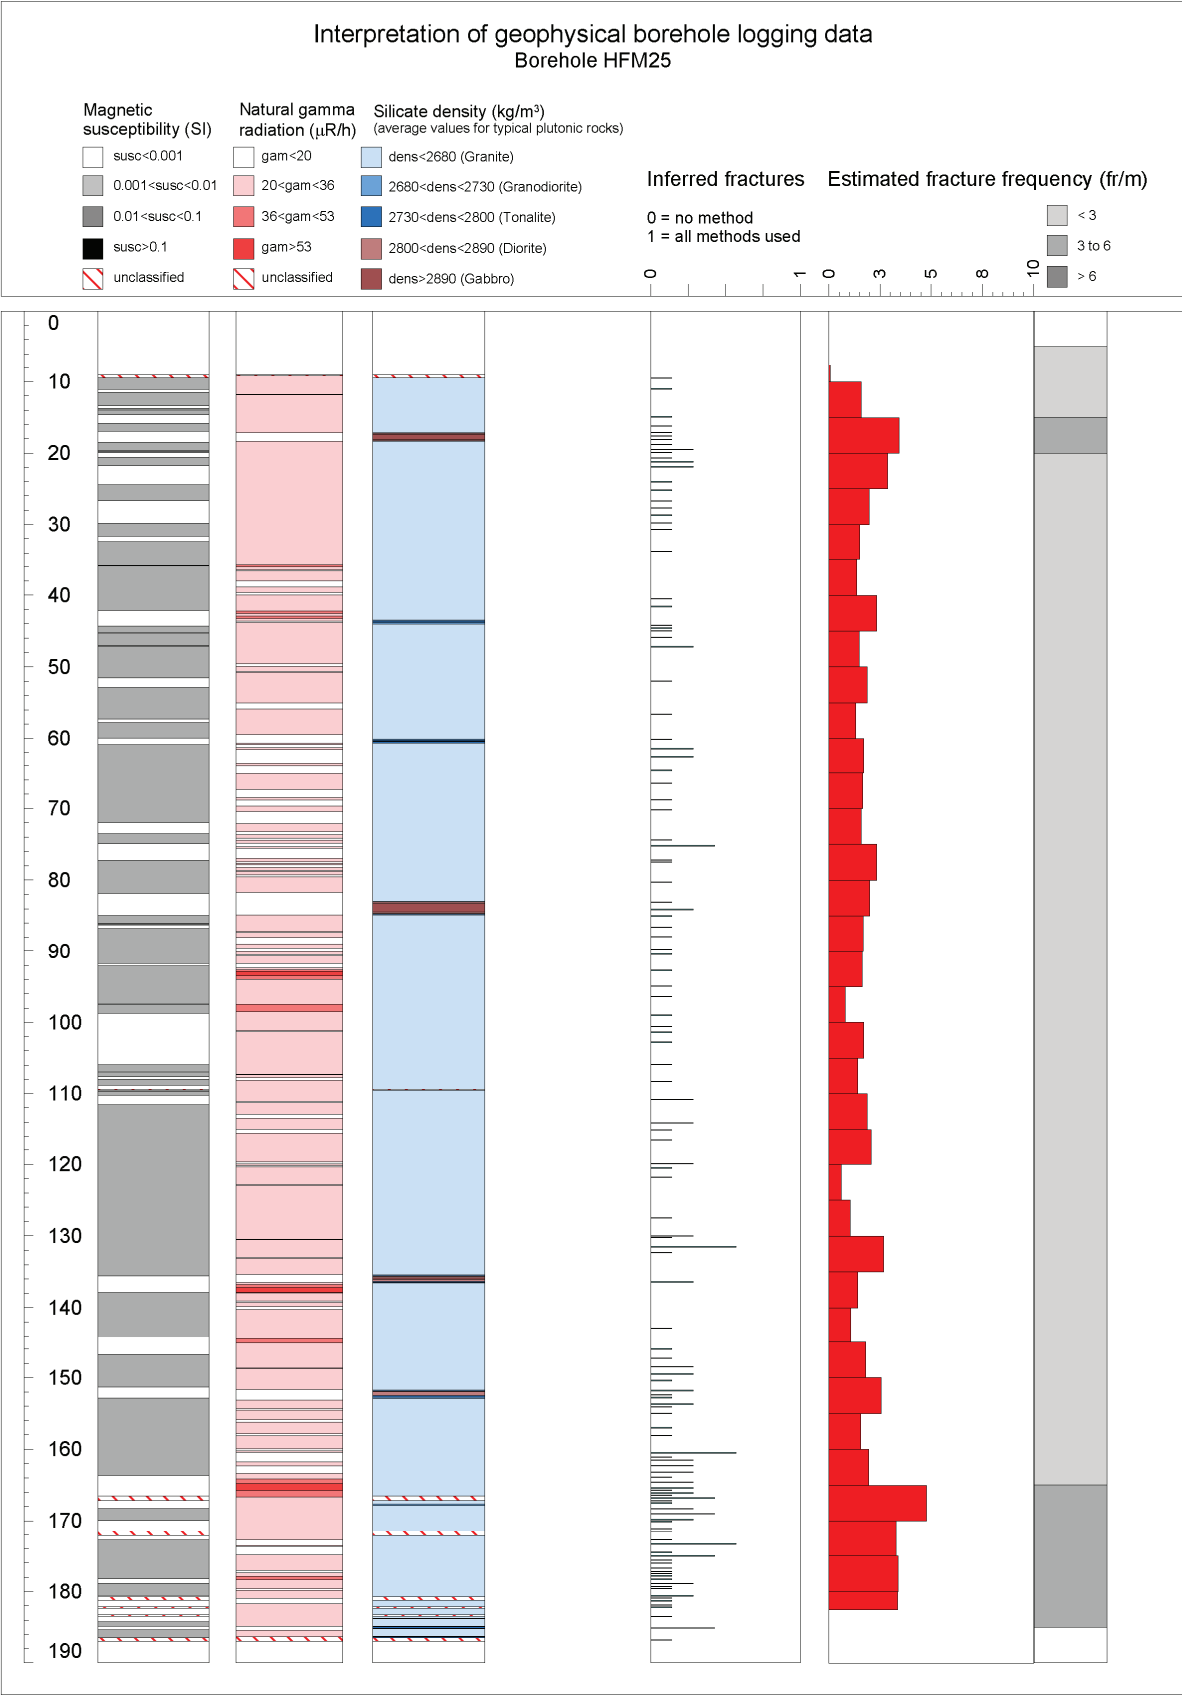 Interpretation of geophysical borehole logging data
Borehole HFM25
Magnetic susceptibility (SI)
susc<0.001
0.001<susc<0.01
0.01<susc<0.1
susc>0.1
unclassified
Natural gamma radiation (µR/h)
gam<20
20<gam<36
36<gam<53
gam>53
unclassified
Silicate density (kg/m³)
(average values for typical plutonic rocks)
dens<2680 (Granite)
2680<dens<2730 (Granodiorite)
2730<dens<2800 (Tonalite)
2800<dens<2890 (Diorite)
dens>2890 (Gabbro)
Inferred fractures
0 = no method
1 = all methods used
0 1
Estimated fracture frequency (fr/m)
0 3 5 8 10
< 3
3 to 6
> 6
0
10
20
30
40
50
60
70
80
90
100
110
120
130
140
150
160
170
180
190